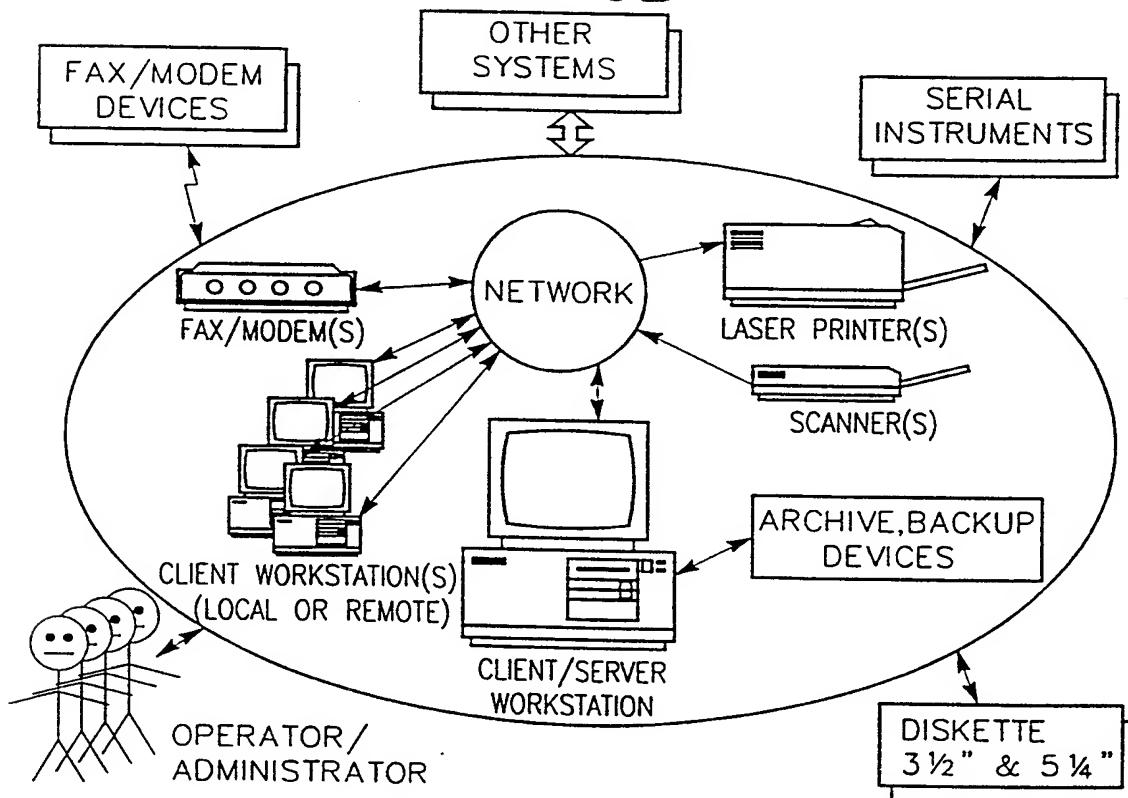 OTHER
SYSTEMS
FAX/MODEM
DEVICES
SERIAL
INSTRUMENTS
NETWORK
FAX/MODEM(S)
LASER PRINTER(S)
SCANNER(S)
CLIENT WORKSTATION(S)
(LOCAL OR REMOTE)
ARCHIVE,BACKUP
DEVICES
CLIENT/SERVER
WORKSTATION
OPERATOR/
ADMINISTRATOR
DISKETTE
3½" & 5¼"